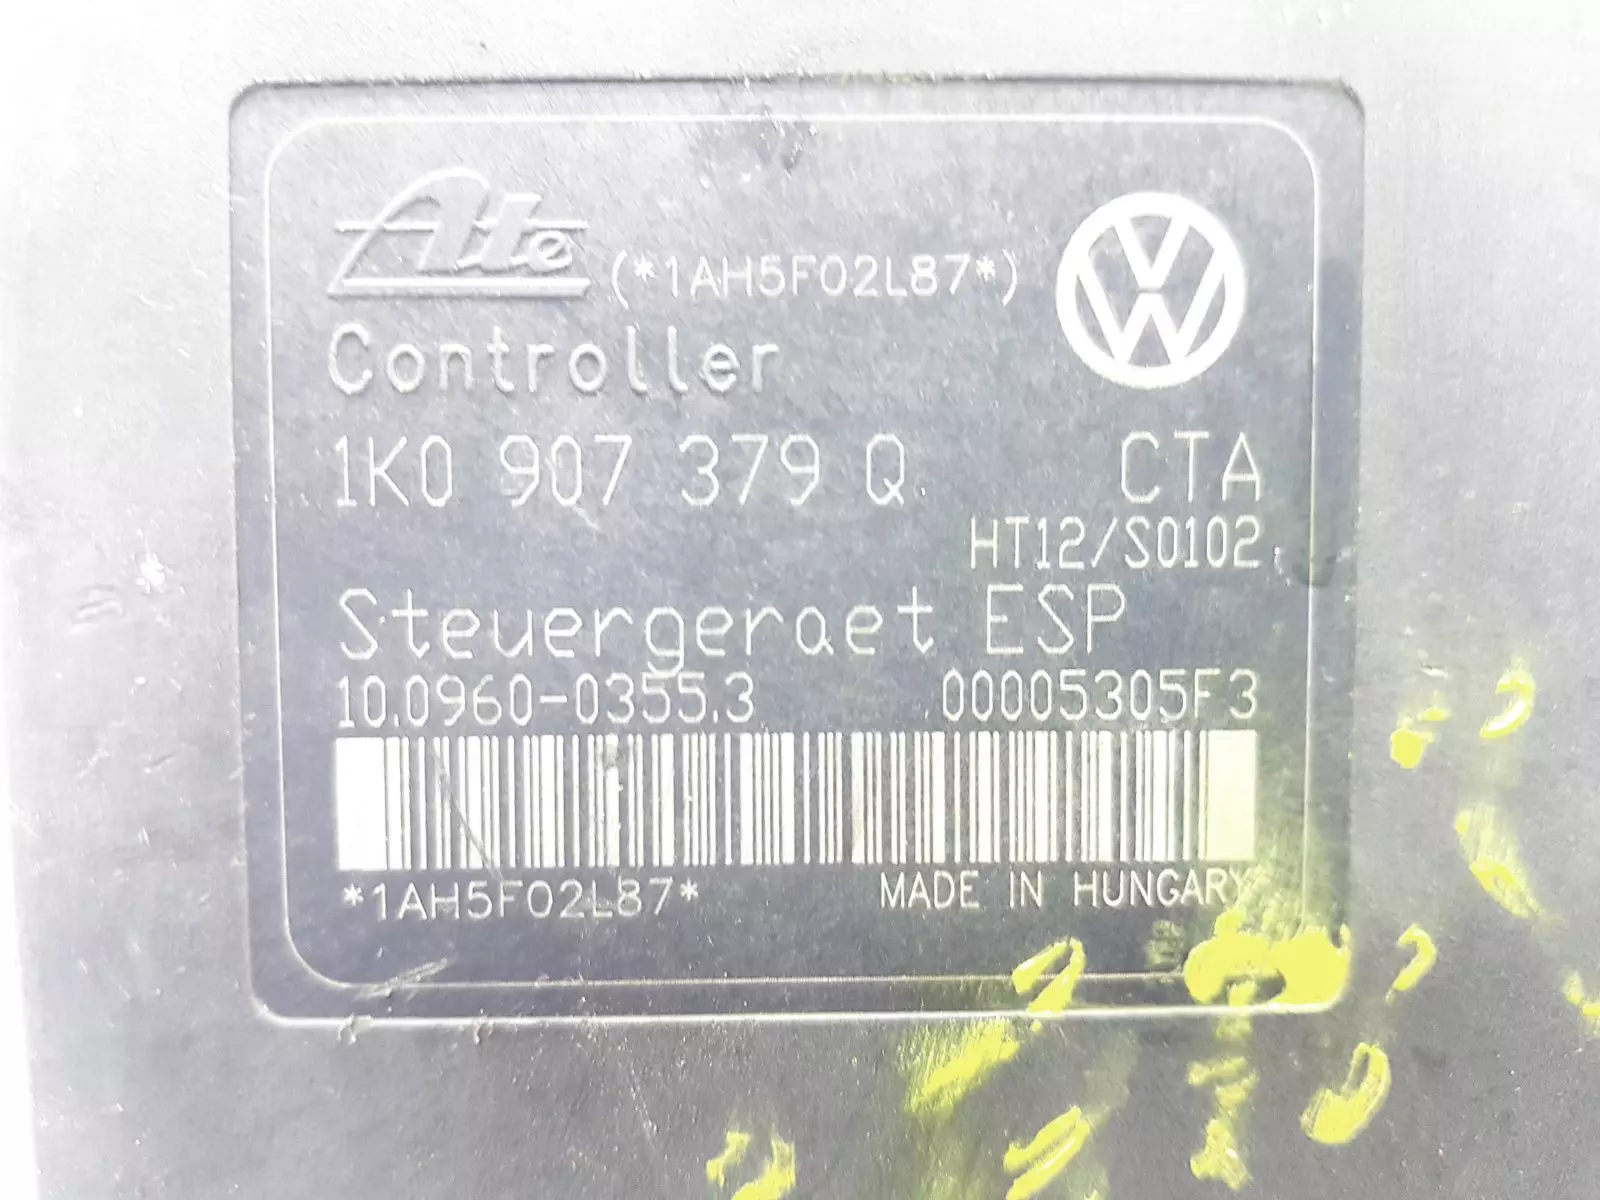 Ate (*1AH5F02L87*)
VW
Controller
1K0 907 379 Q CTA
HT12/S0102
Steuergeraet ESP
10.0960-0355.3 00005305F3
*1AH5F02L87* MADE IN HUNGARY